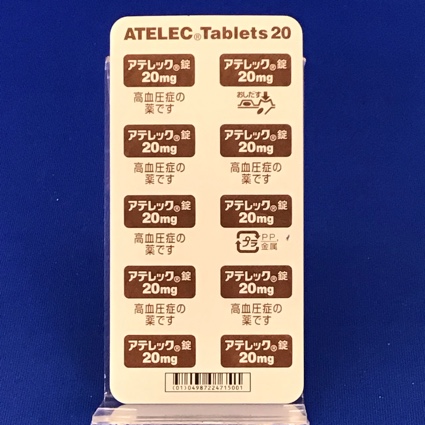 ATELEC®Tablets 20
アテレック®錠
20mg
アテレック®錠
20mg
高血圧症の
薬です
おしだす
アテレック®錠
20mg
アテレック®錠
20mg
高血圧症の
薬です
高血圧症の
薬です
アテレック®錠
20mg
アテレック®錠
20mg
高血圧症の
薬です
プラ
PP,
金属
アテレック®錠
20mg
アテレック®錠
20mg
高血圧症の
薬です
高血圧症の
薬です
アテレック®錠
20mg
アテレック®錠
20mg
(01)04987224715001